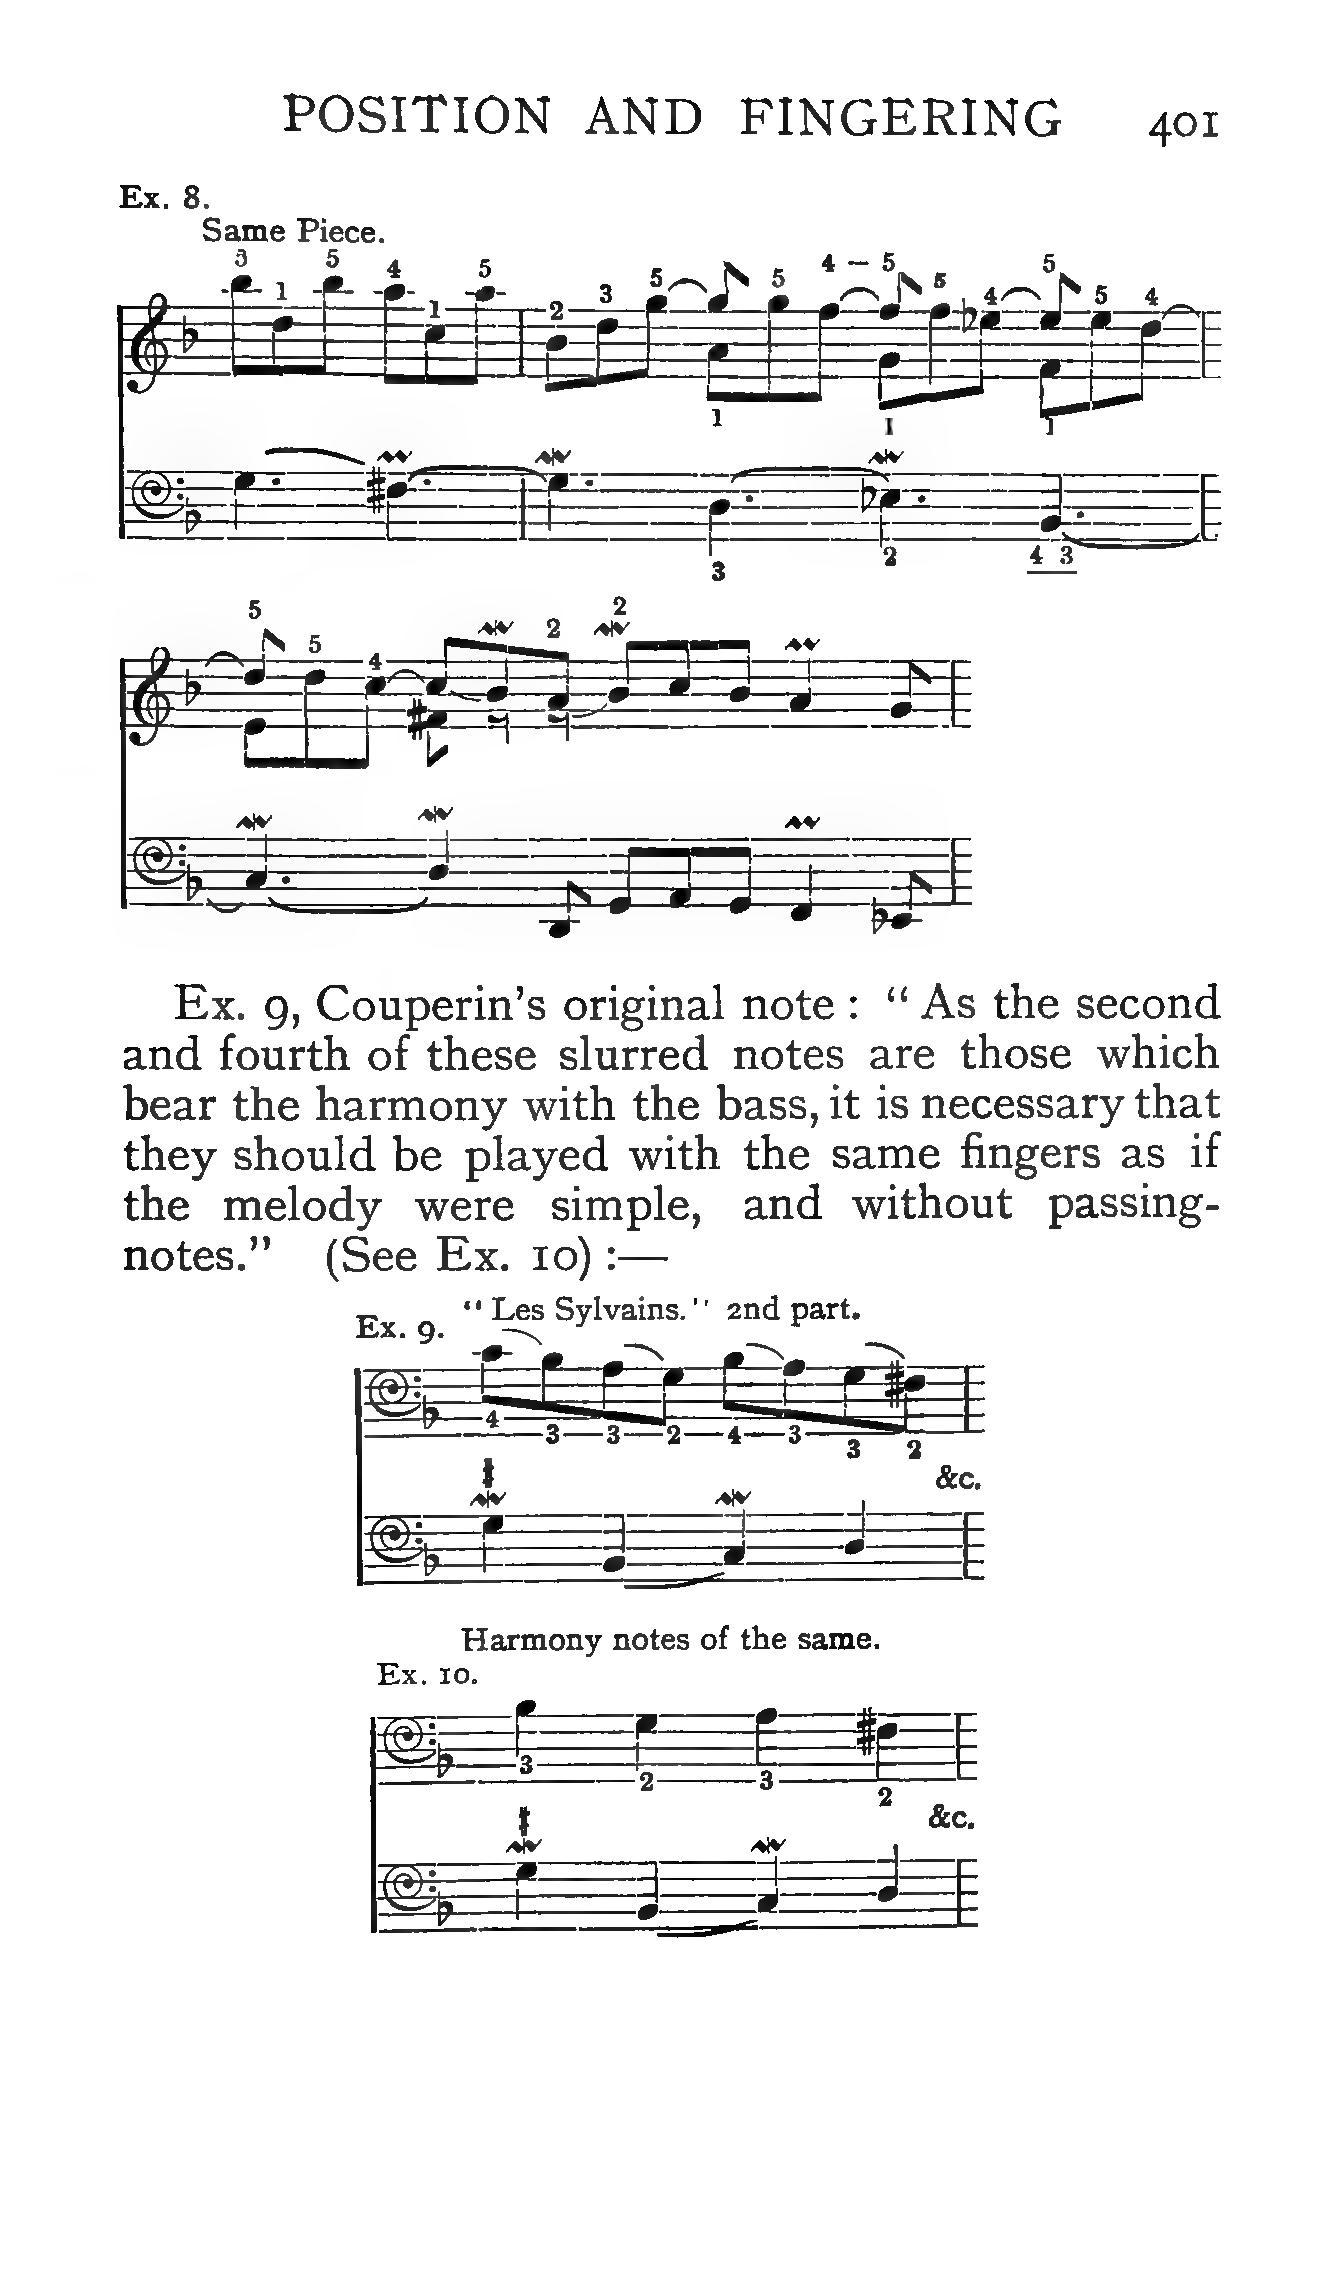 POSITION AND FINGERING 401
Ex. 8.
Same Piece.
3 1 5 4 1 5 2 3 5 5 4 – 5 5 4 5 5 4
1 1 1
3 2 4 3
5 5 4 2 2
Ex. 9, Couperin's original note : “ As the second
and fourth of these slurred notes are those which
bear the harmony with the bass, it is necessary that
they should be played with the same fingers as if
the melody were simple, and without passing-
notes.” (See Ex. 10) :—
“ Les Sylvains.'' 2nd part.
Ex. 9.
4 3 3 2 4 3 3 2
&c.
Harmony notes of the same.
Ex. 10.
3 2 3 2
&c.